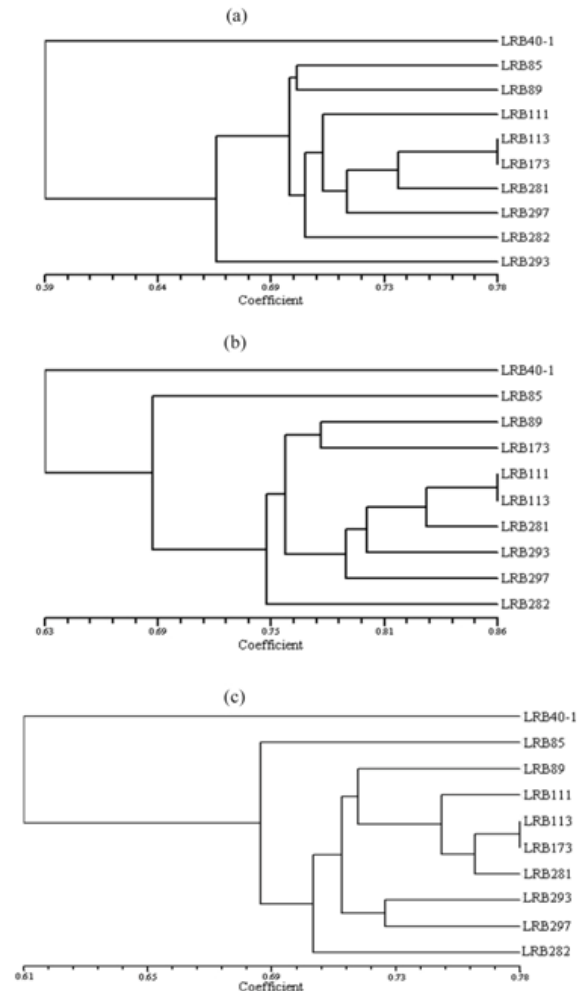 (a)
LRB40-1
LRB85
LRB89
LRB111
LRB113
LRB173
LRB281
LRB297
LRB282
LRB293
0.59 0.64 0.69 0.73 0.78
Coefficient
(b)
LRB40-1
LRB85
LRB89
LRB173
LRB111
LRB113
LRB281
LRB293
LRB297
LRB282
0.63 0.69 0.75 0.81 0.86
Coefficient
(c)
LRB40-1
LRB85
LRB89
LRB111
LRB113
LRB173
LRB281
LRB293
LRB297
LRB282
0.61 0.65 0.69 0.73 0.78
Coefficient